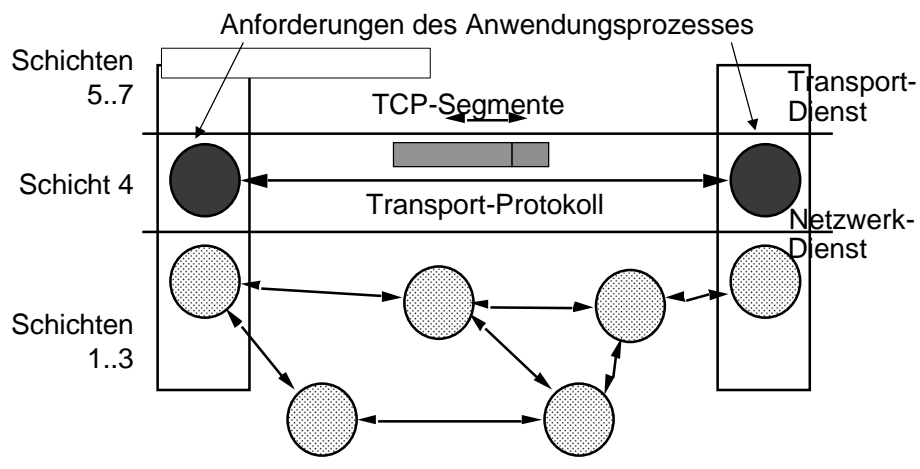 Anforderungen des Anwendungsprozesses
Schichten
5..7
Transport-
Dienst
TCP-Segmente
Schicht 4
Transport-Protokoll
Netzwerk-
Dienst
Schichten
1..3